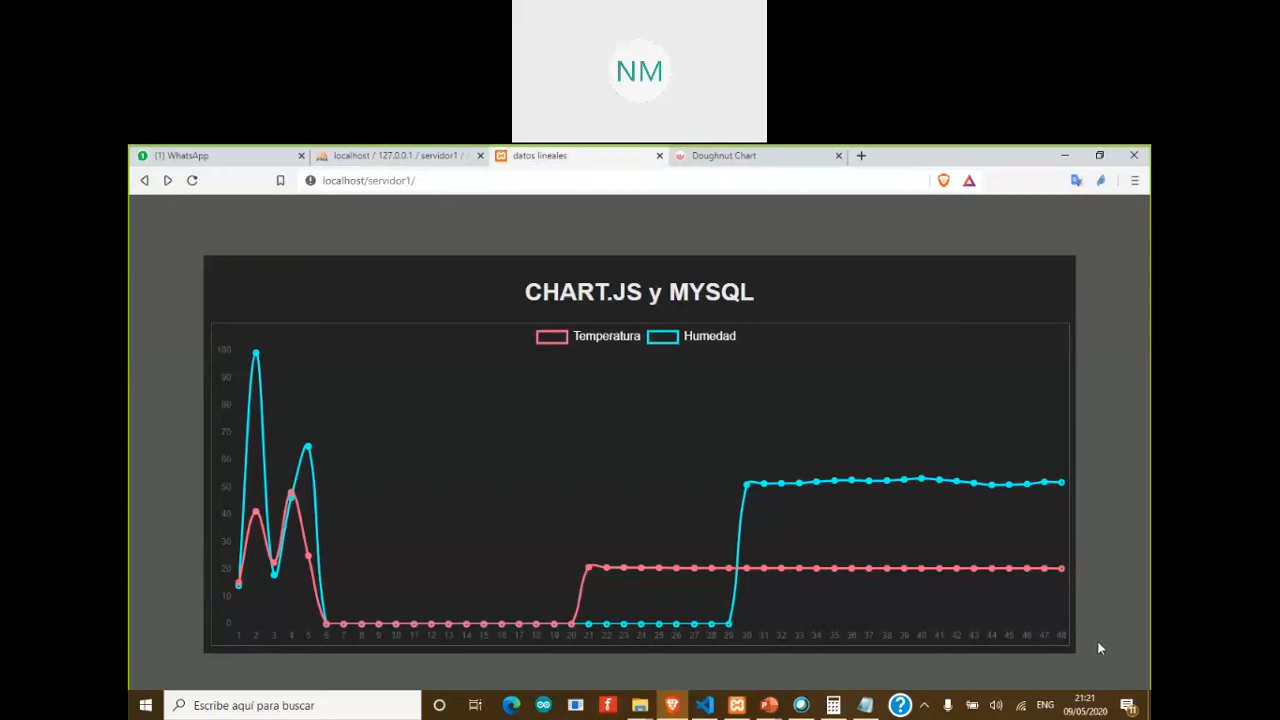 NM
(1) WhatsApp
localhost / 127.0.0.1 / servidor1 /
datos lineales
Doughnut Chart
localhost/servidor1/
CHART.JS y MYSQL
Temperatura Humedad
100
90
80
70
60
50
40
30
20
10
0
1 2 3 4 5 6 7 8 9 10 11 12 13 14 15 16 17 18 19 20 21 22 23 24 25 26 27 28 29 30 31 32 33 34 35 36 37 38 39 40 41 42 43 44 45 46 47 48
Escribe aquí para buscar
ENG
21:21
09/05/2020